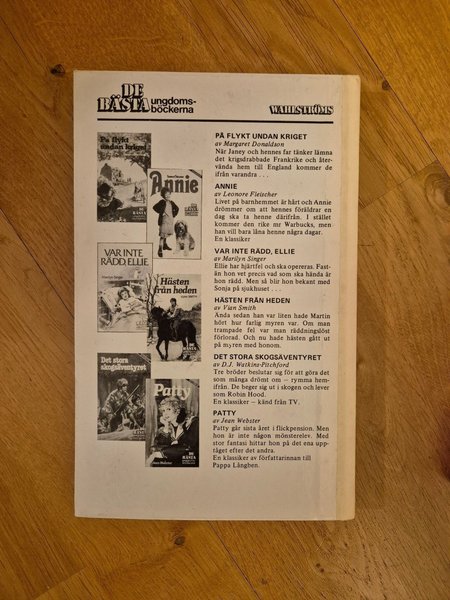 DE
BÄSTA ungdoms-
böckerna
WAHLSTRÖMS
På flykt
undan kriget
Annie
VAR INTE
RÄDD, ELLIE
Marilyn Singer
Hästen
från heden
Det stora
skogsäventyret
Patty
Jean Webster
PÅ FLYKT UNDAN KRIGET
av Margaret Donaldson
När Janey och hennes far tänker lämna
det krigsdrabbade Frankrike och åter-
vända hem till England kommer de
ifrån varandra . . .
ANNIE
av Leonore Fleischer
Livet på barnhemmet är hårt och Annie
drömmer om att hennes föräldrar en
dag ska ta henne därifrån. I stället
kommer den rike mr Warbucks, men
han vill bara låna henne några dagar.
En klassiker
VAR INTE RÄDD, ELLIE
av Marilyn Singer
Ellie har hjärtfel och ska opereras. Fast-
än hon vet precis vad som ska hända är
hon rädd. Men så blir hon bekant med
Sonja på sjukhuset . . .
HÄSTEN FRÅN HEDEN
av Vian Smith
Ända sedan han var liten hade Martin
hört hur farlig myren var. Om man
trampade fel var man räddningslöst
förlorad. Och nu hade hästen gått ut
på myren med honom.
DET STORA SKOGSÄVENTYRET
av D.J. Watkins-Pitchford
Tre bröder beslutar sig för att göra det
som många drömt om – rymma hem-
ifrån. De beger sig ut i skogen och lever
som Robin Hood.
En klassiker – känd från TV.
PATTY
av Jean Webster
Patty går sista året i flickpension. Men
hon är inte någon mönsterelev. Med
stor fantasi hittar hon på det ena upp-
tåget efter det andra.
En klassiker av författarinnan till
Pappa Långben.